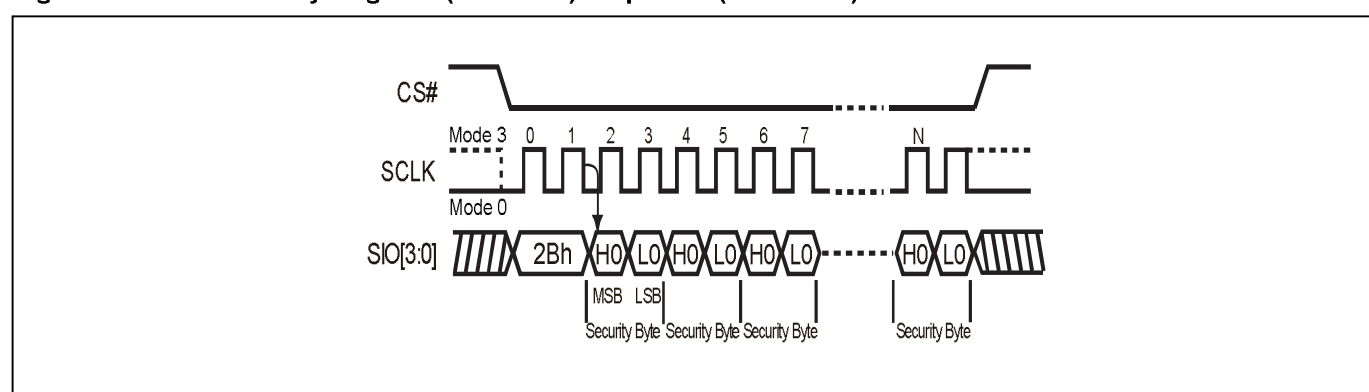 CS#
Mode 3 0 1 2 3 4 5 6 7 N
SCLK
Mode 0
SIO[3:0] 2Bh H0 L0 H0 L0 H0 L0 H0 L0
MSB LSB
Security Byte Security Byte Security Byte Security Byte